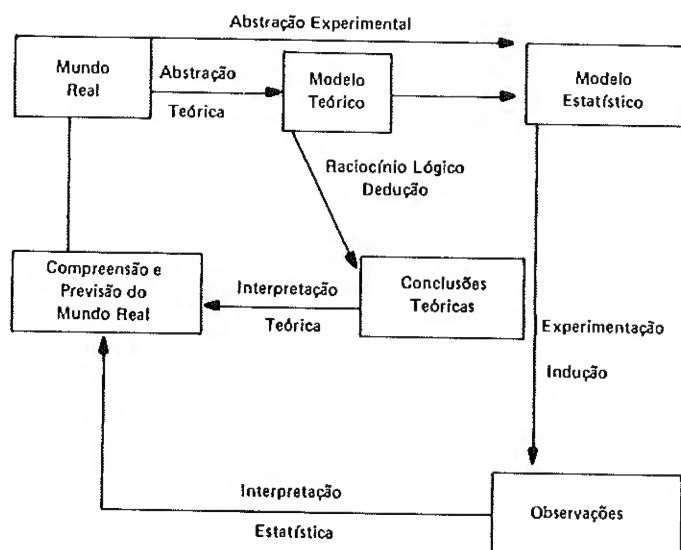 Abstração Experimental
Mundo
Real
Abstração
Teórica
Modelo
Teórico
Modelo
Estatístico
Raciocínio Lógico
Dedução
Compreensão e
Previsão do
Mundo Real
Interpretação
Teórica
Conclusões
Teóricas
Experimentação
Indução
Interpretação
Estatística
Observações